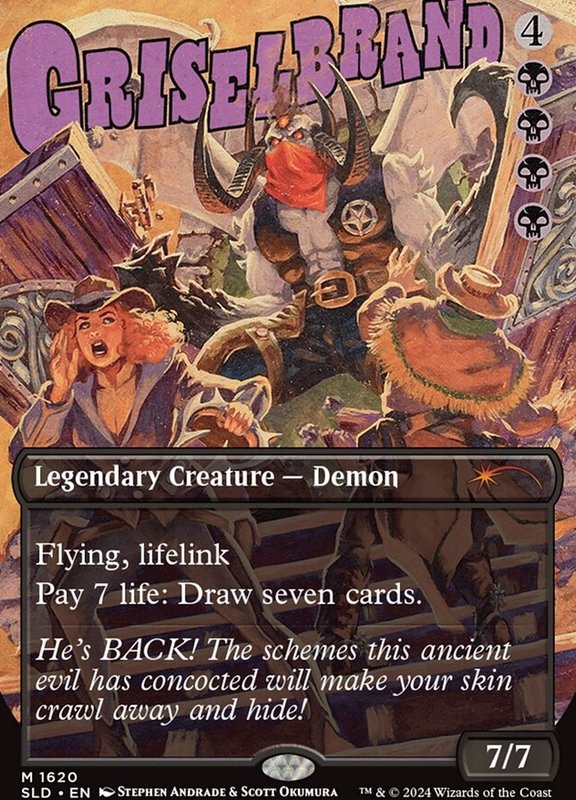 GRISELBRAND
4
Legendary Creature — Demon
Flying, lifelink
Pay 7 life: Draw seven cards.
He's BACK! The schemes this ancient
evil has concocted will make your skin
crawl away and hide!
7/7
M 1620
SLD • EN STEPHEN ANDRADE & SCOTT OKUMURA
™ & © 2024 Wizards of the Coast